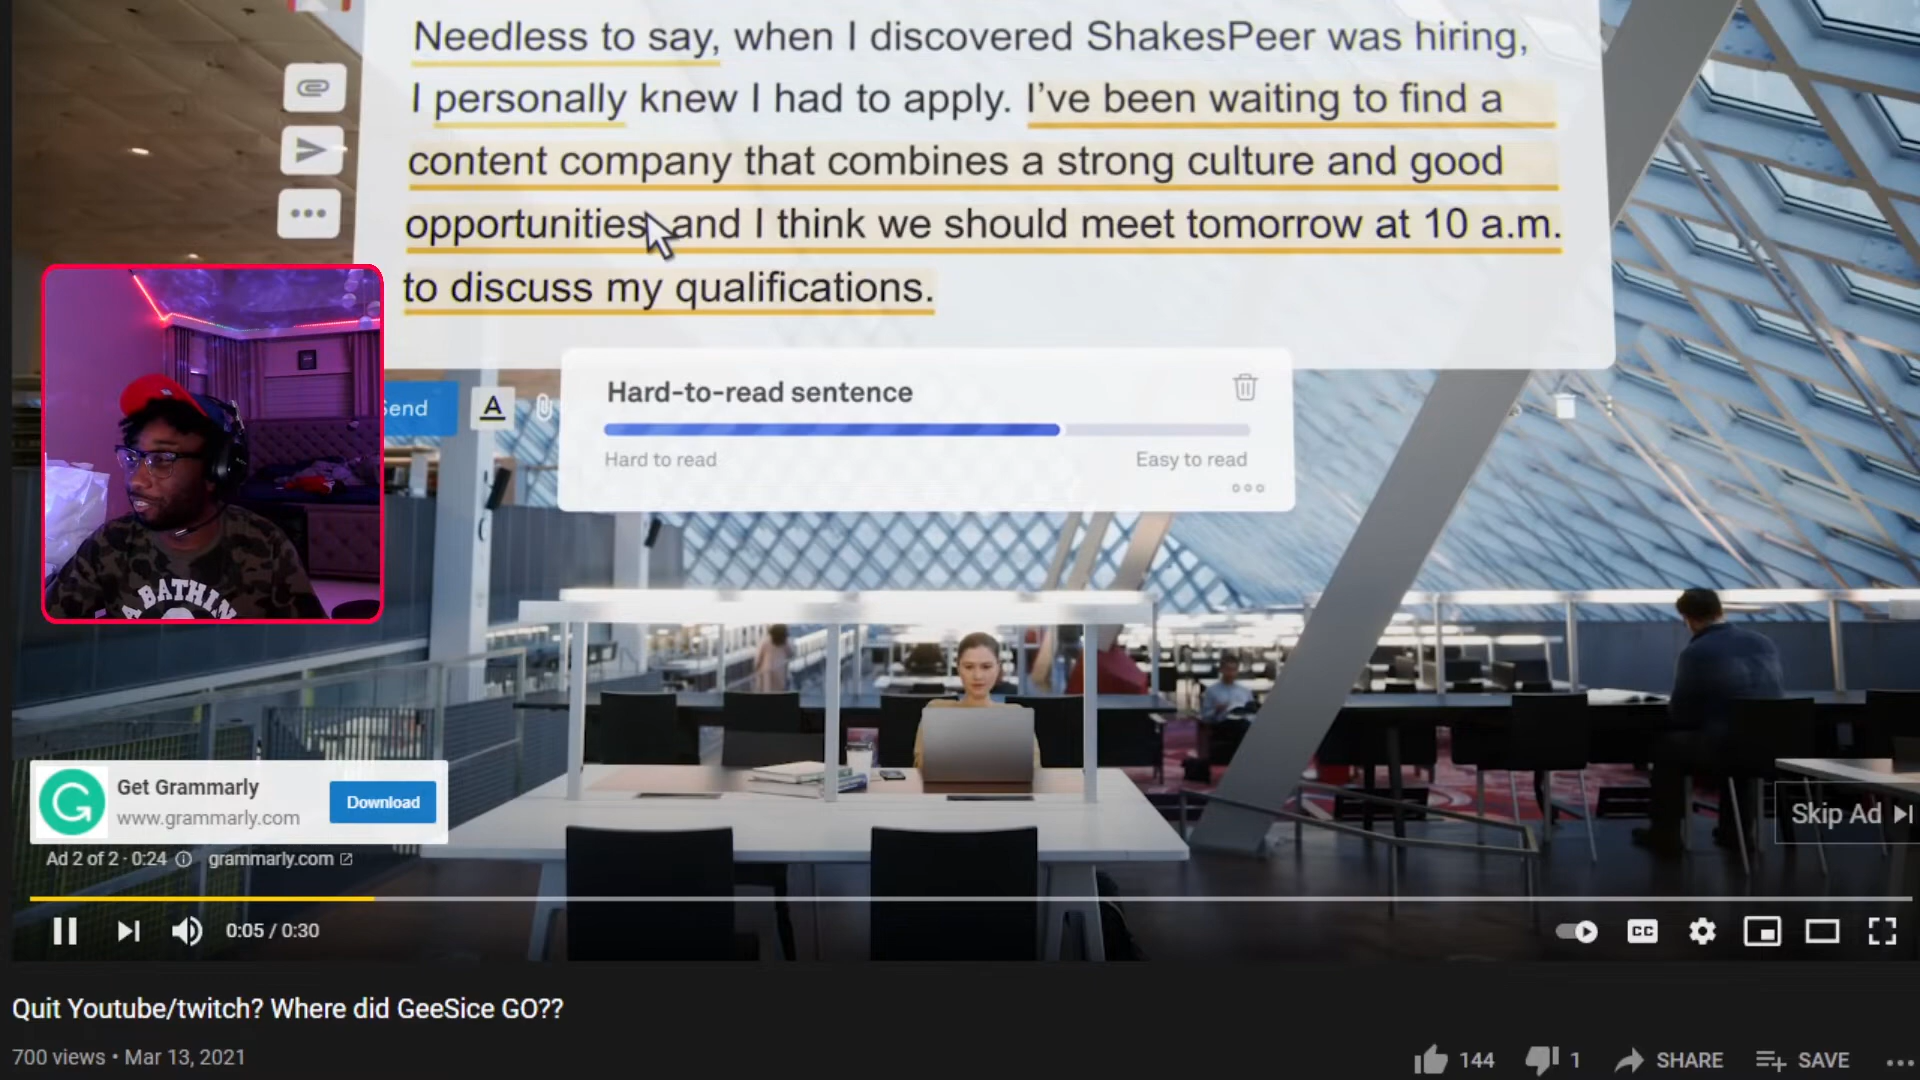 Needless to say, when I discovered ShakesPeer was hiring,
I personally knew I had to apply. I've been waiting to find a
content company that combines a strong culture and good
opportunities, and I think we should meet tomorrow at 10 a.m.
to discuss my qualifications.
Send
A
Hard-to-read sentence
Hard to read
Easy to read
A BATHIN
Get Grammarly
www.grammarly.com
Download
Skip Ad
Ad 2 of 2 · 0:24
grammarly.com
0:05 / 0:30
CC
Quit Youtube/twitch? Where did GeeSice GO??
700 views • Mar 13, 2021
144
1
SHARE
SAVE